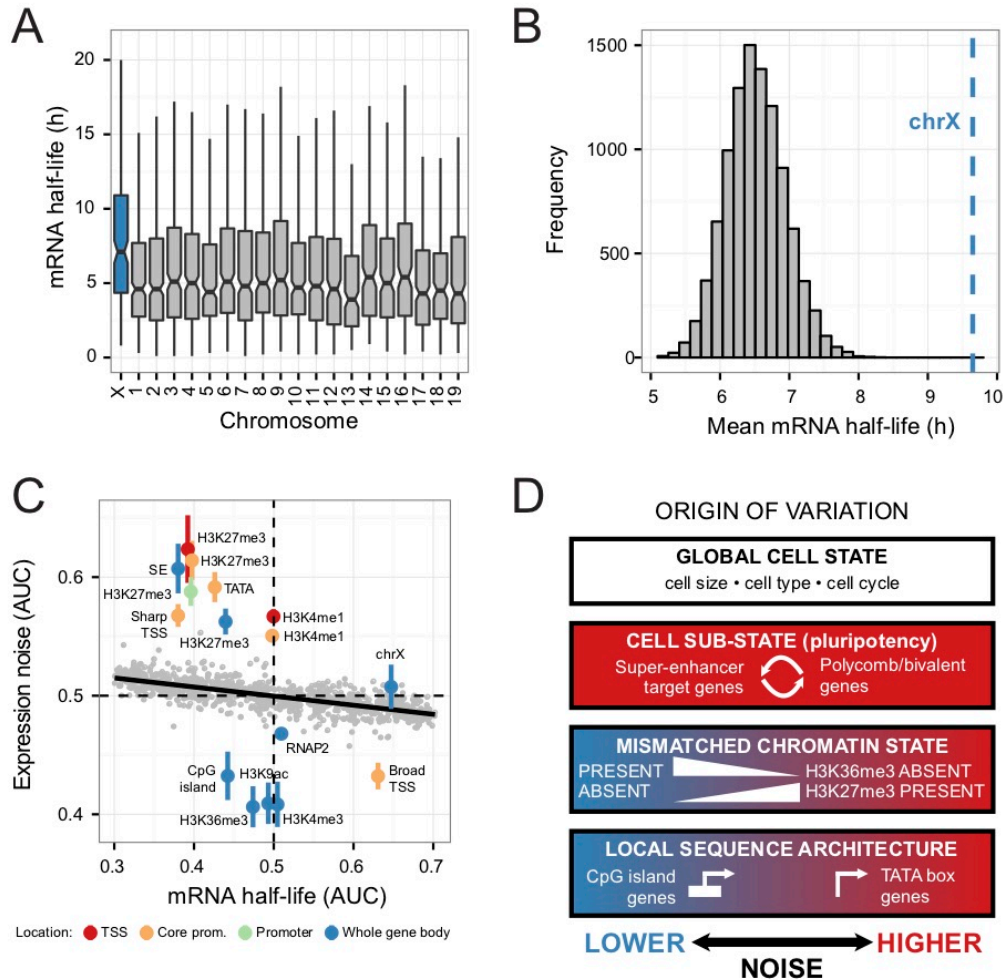 A
mRNA half-life (h)
20
15
10
5
0
X 1 2 3 4 5 6 7 8 9 10 11 12 13 14 15 16 17 18 19
Chromosome
B
Frequency
1500
1000
500
0
chrX
5 6 7 8 9 10
Mean mRNA half-life (h)
C
Expression noise (AUC)
0.6
0.5
0.4
H3K27me3
H3K27me3
SE
H3K27me3
TATA
Sharp
TSS
H3K27me3
H3K4me1
H3K4me1
chrX
RNAP2
CpG
island
H3K9ac
Broad
TSS
H3K36me3
H3K4me3
0.3 0.4 0.5 0.6 0.7
mRNA half-life (AUC)
Location: TSS Core prom. Promoter Whole gene body
D
ORIGIN OF VARIATION
GLOBAL CELL STATE
cell size • cell type • cell cycle
CELL SUB-STATE (pluripotency)
Super-enhancer
target genes
Polycomb/bivalent
genes
MISMATCHED CHROMATIN STATE
PRESENT H3K36me3 ABSENT
ABSENT H3K27me3 PRESENT
LOCAL SEQUENCE ARCHITECTURE
CpG island
genes
TATA box
genes
LOWER HIGHER
NOISE